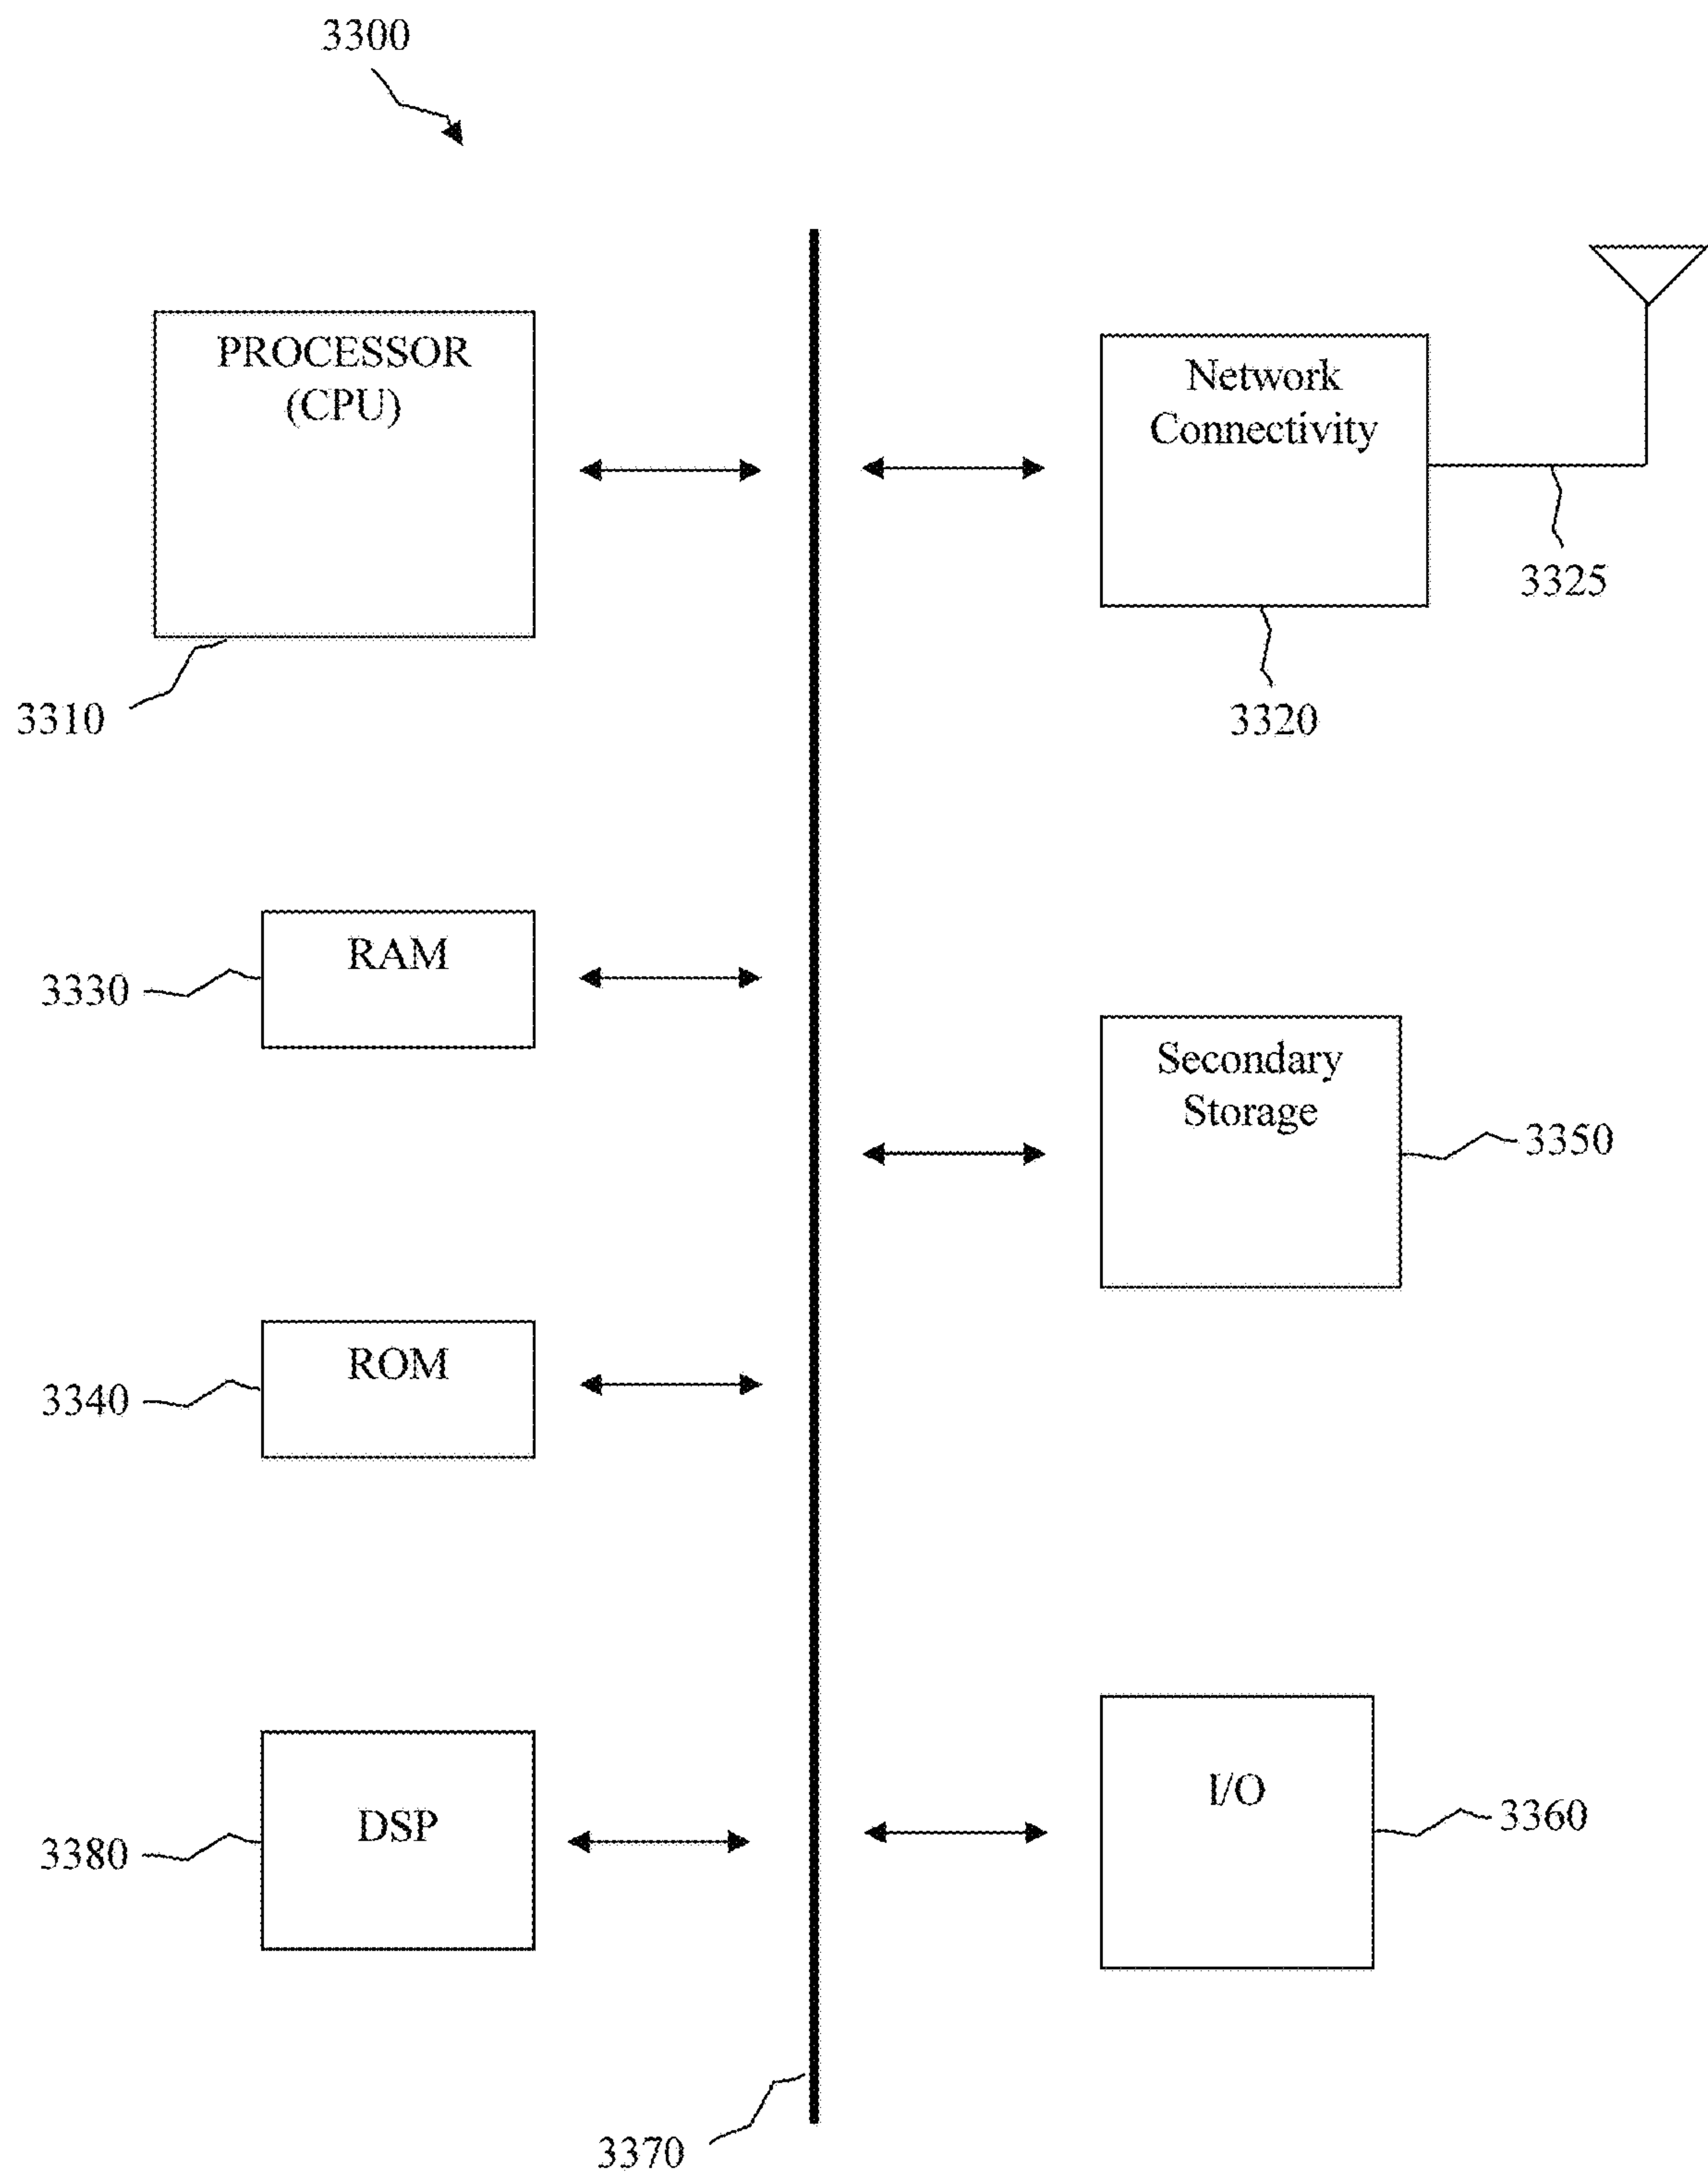 3300
PROCESSOR
(CPU)
3310
Network
Connectivity
3325
3320
RAM
3330
Secondary
Storage
3350
ROM
3340
DSP
3380
I/O
3360
3370